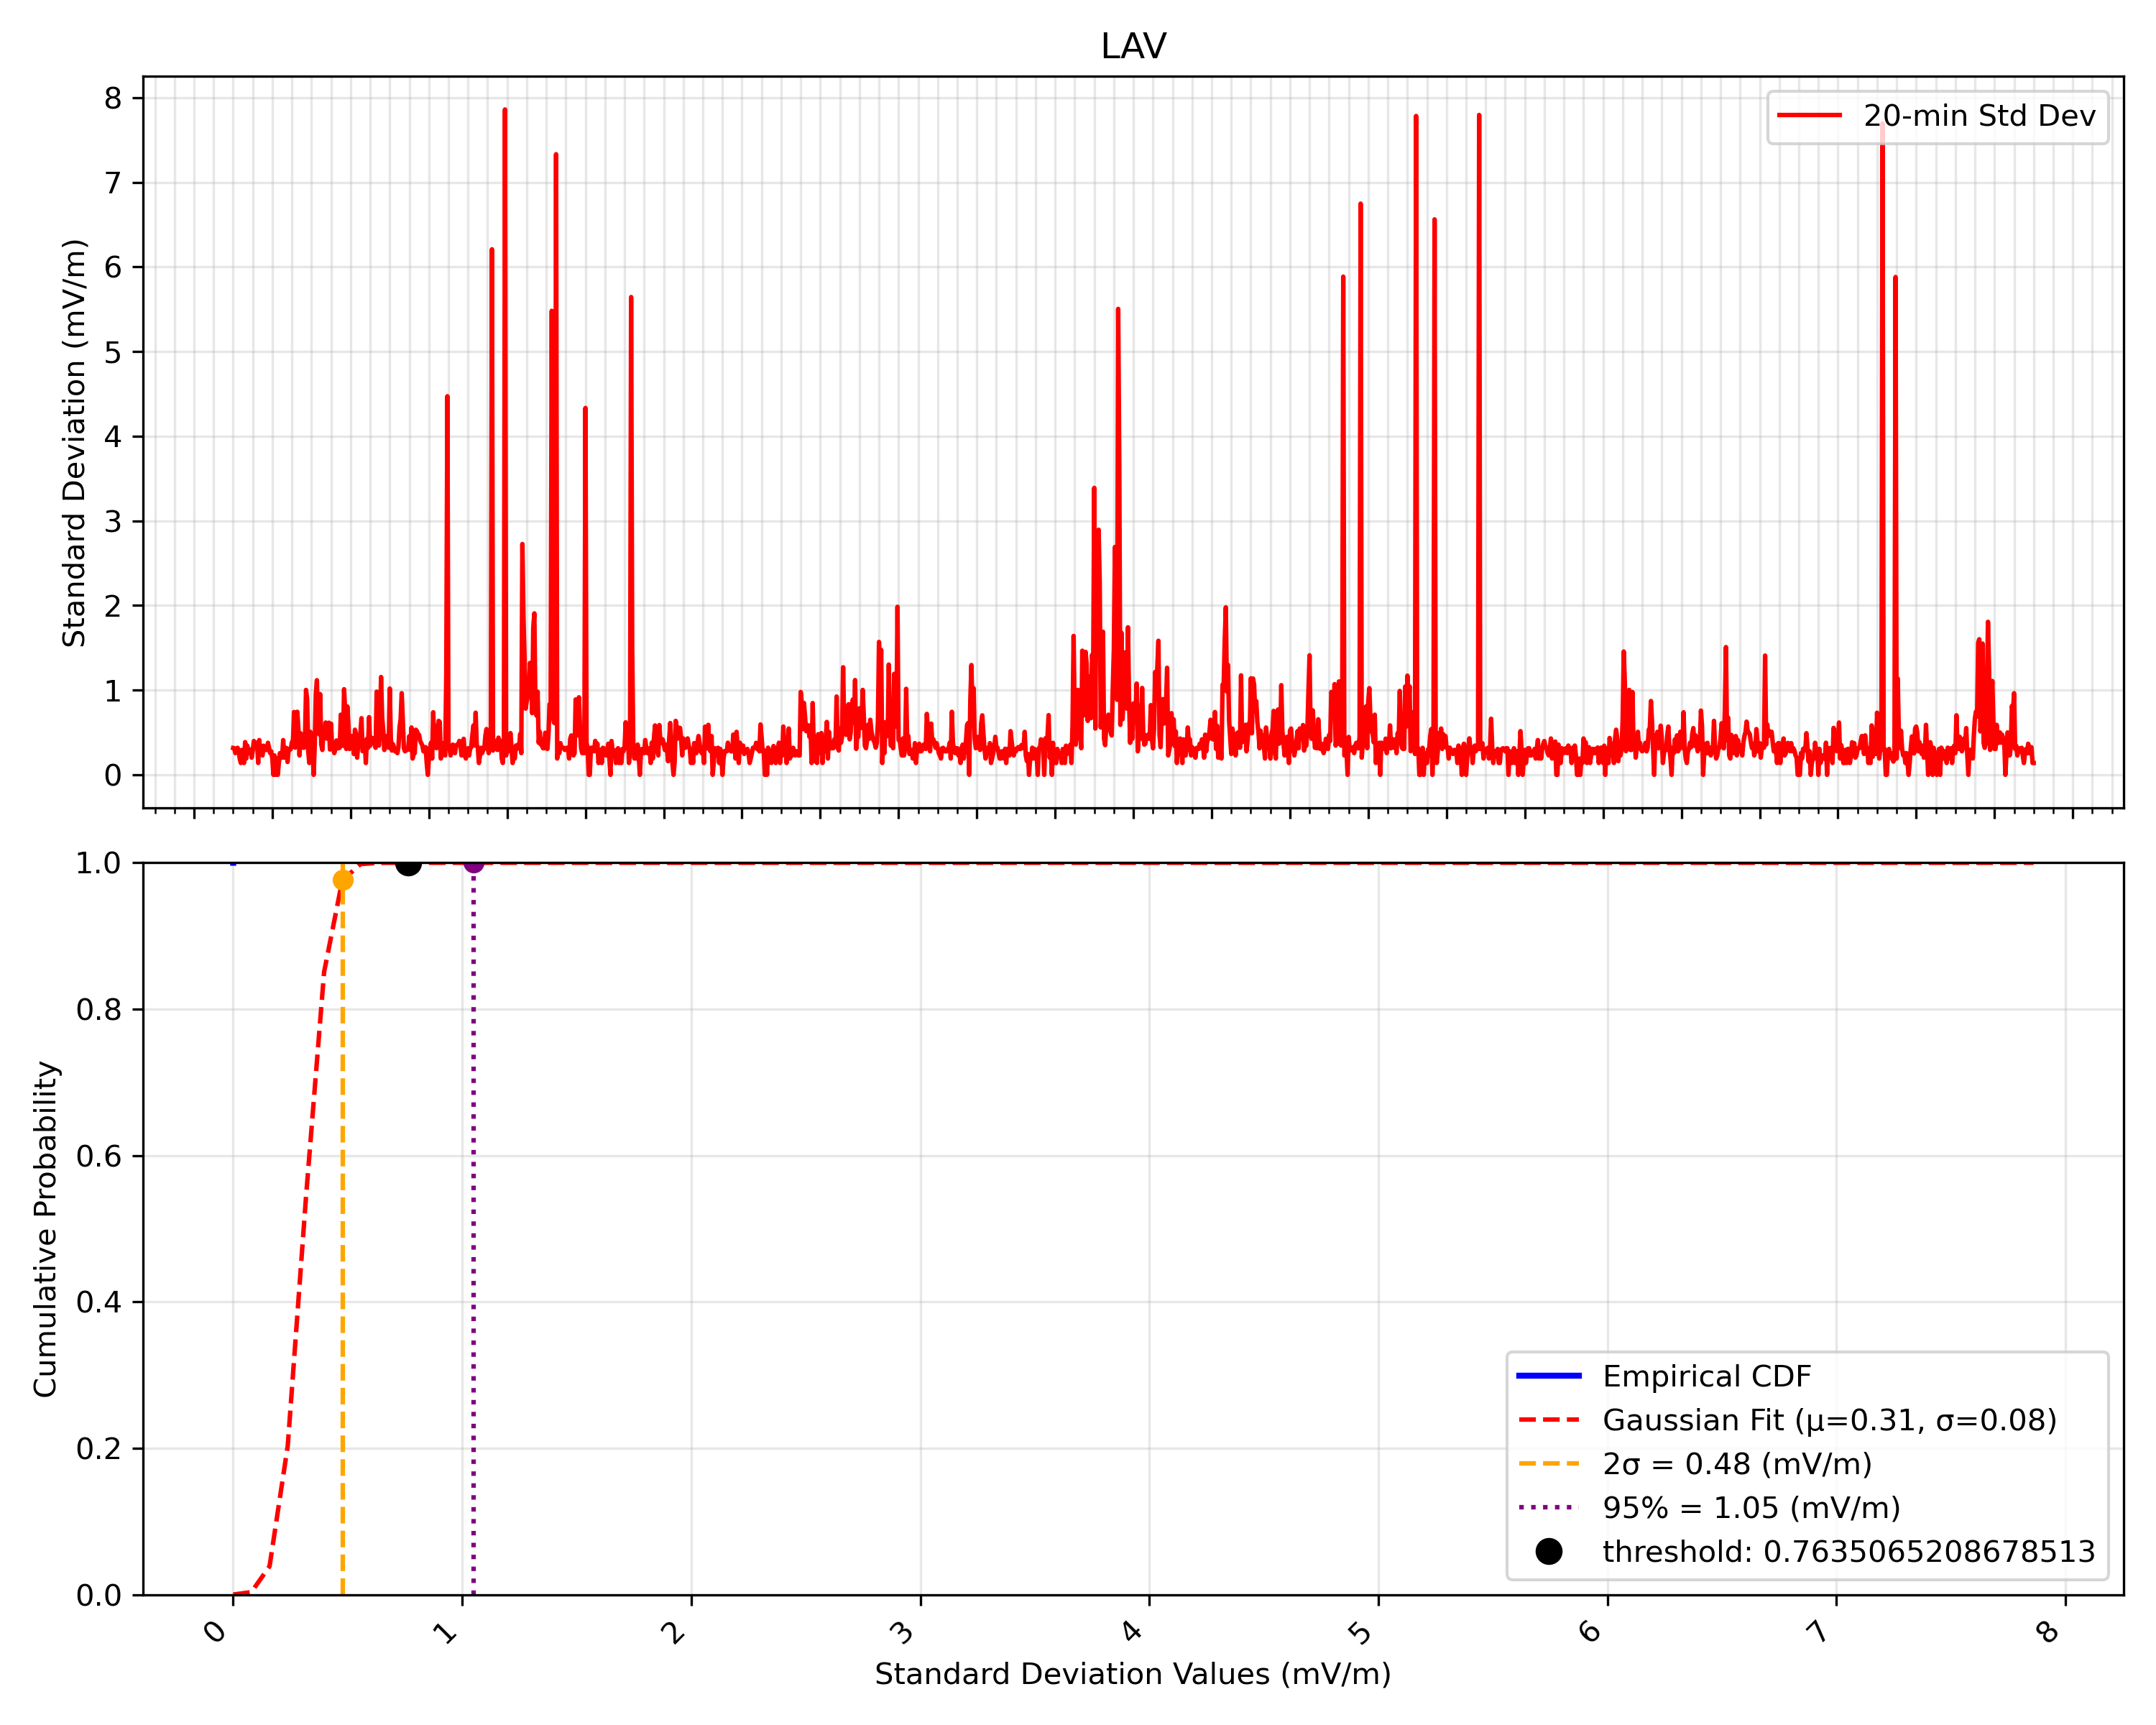 LAV
8
7
6
5
4
3
2
1
0
Standard Deviation (mV/m)
20-min Std Dev
1.0
0.8
0.6
0.4
0.2
0.0
Cumulative Probability
Empirical CDF
Gaussian Fit (μ=0.31, σ=0.08)
2σ = 0.48 (mV/m)
95% = 1.05 (mV/m)
threshold: 0.7635065208678513
0 1 2 3 4 5 6 7 8
Standard Deviation Values (mV/m)